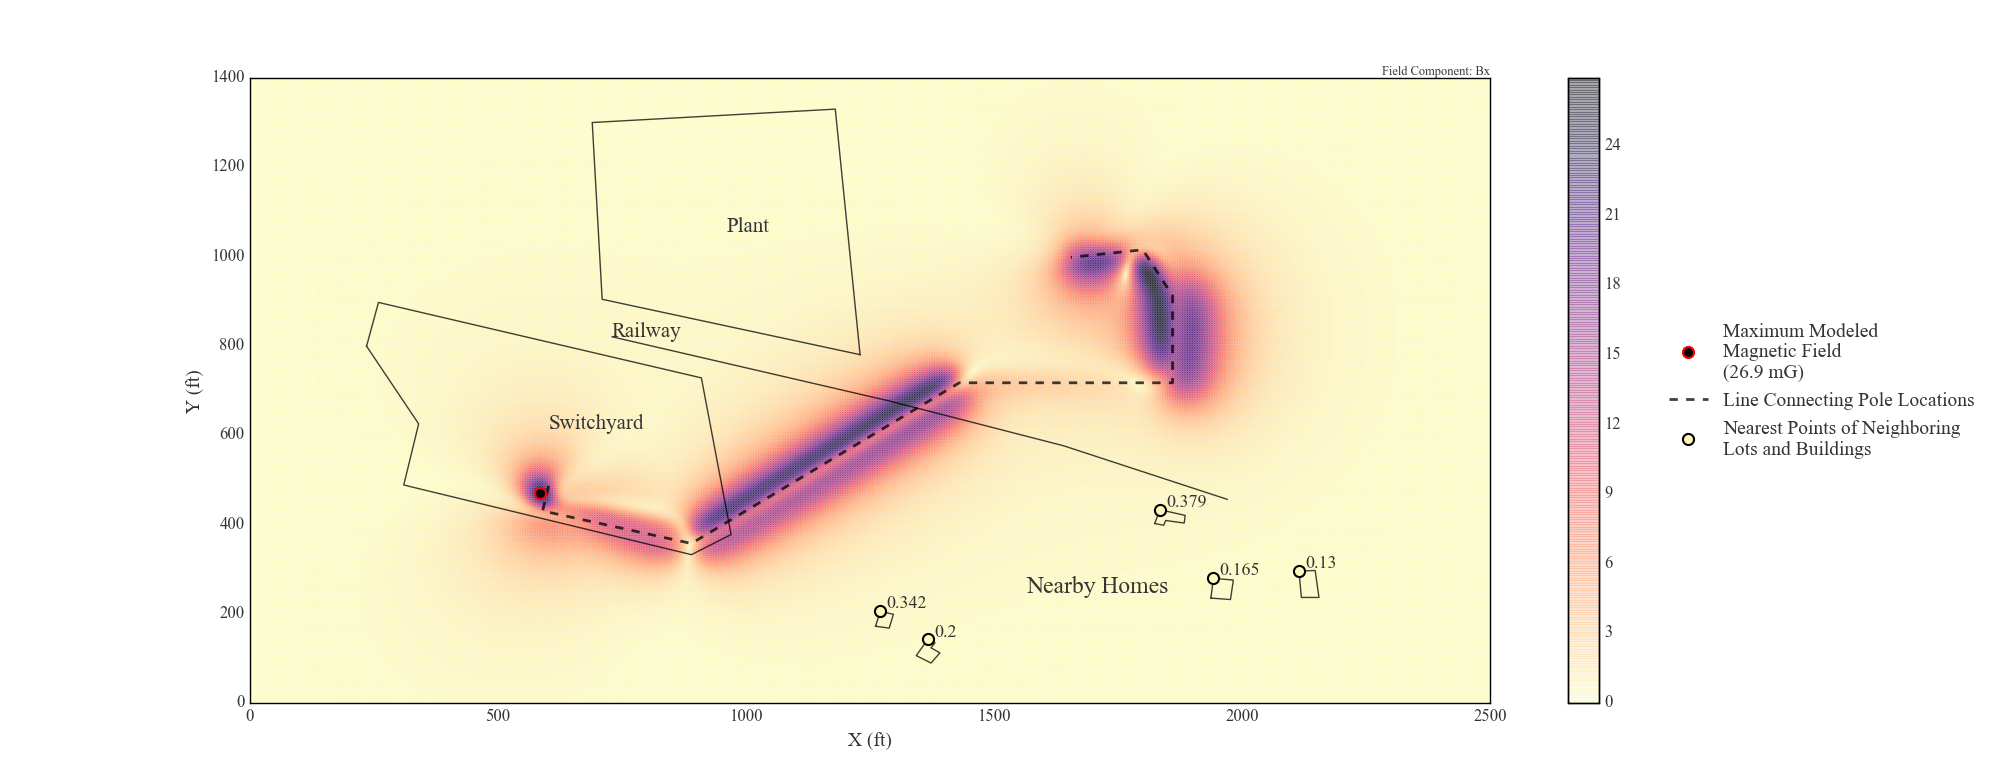 Field Component: Bx
1400
1200
1000
800
600
400
200
0
Y (ft)
0
500
1000
1500
2000
2500
X (ft)
Plant
Railway
Switchyard
Nearby Homes
0.379
0.165
0.13
0.342
0.2
24
21
18
15
12
9
6
3
0
Maximum Modeled
Magnetic Field
(26.9 mG)
Line Connecting Pole Locations
Nearest Points of Neighboring
Lots and Buildings